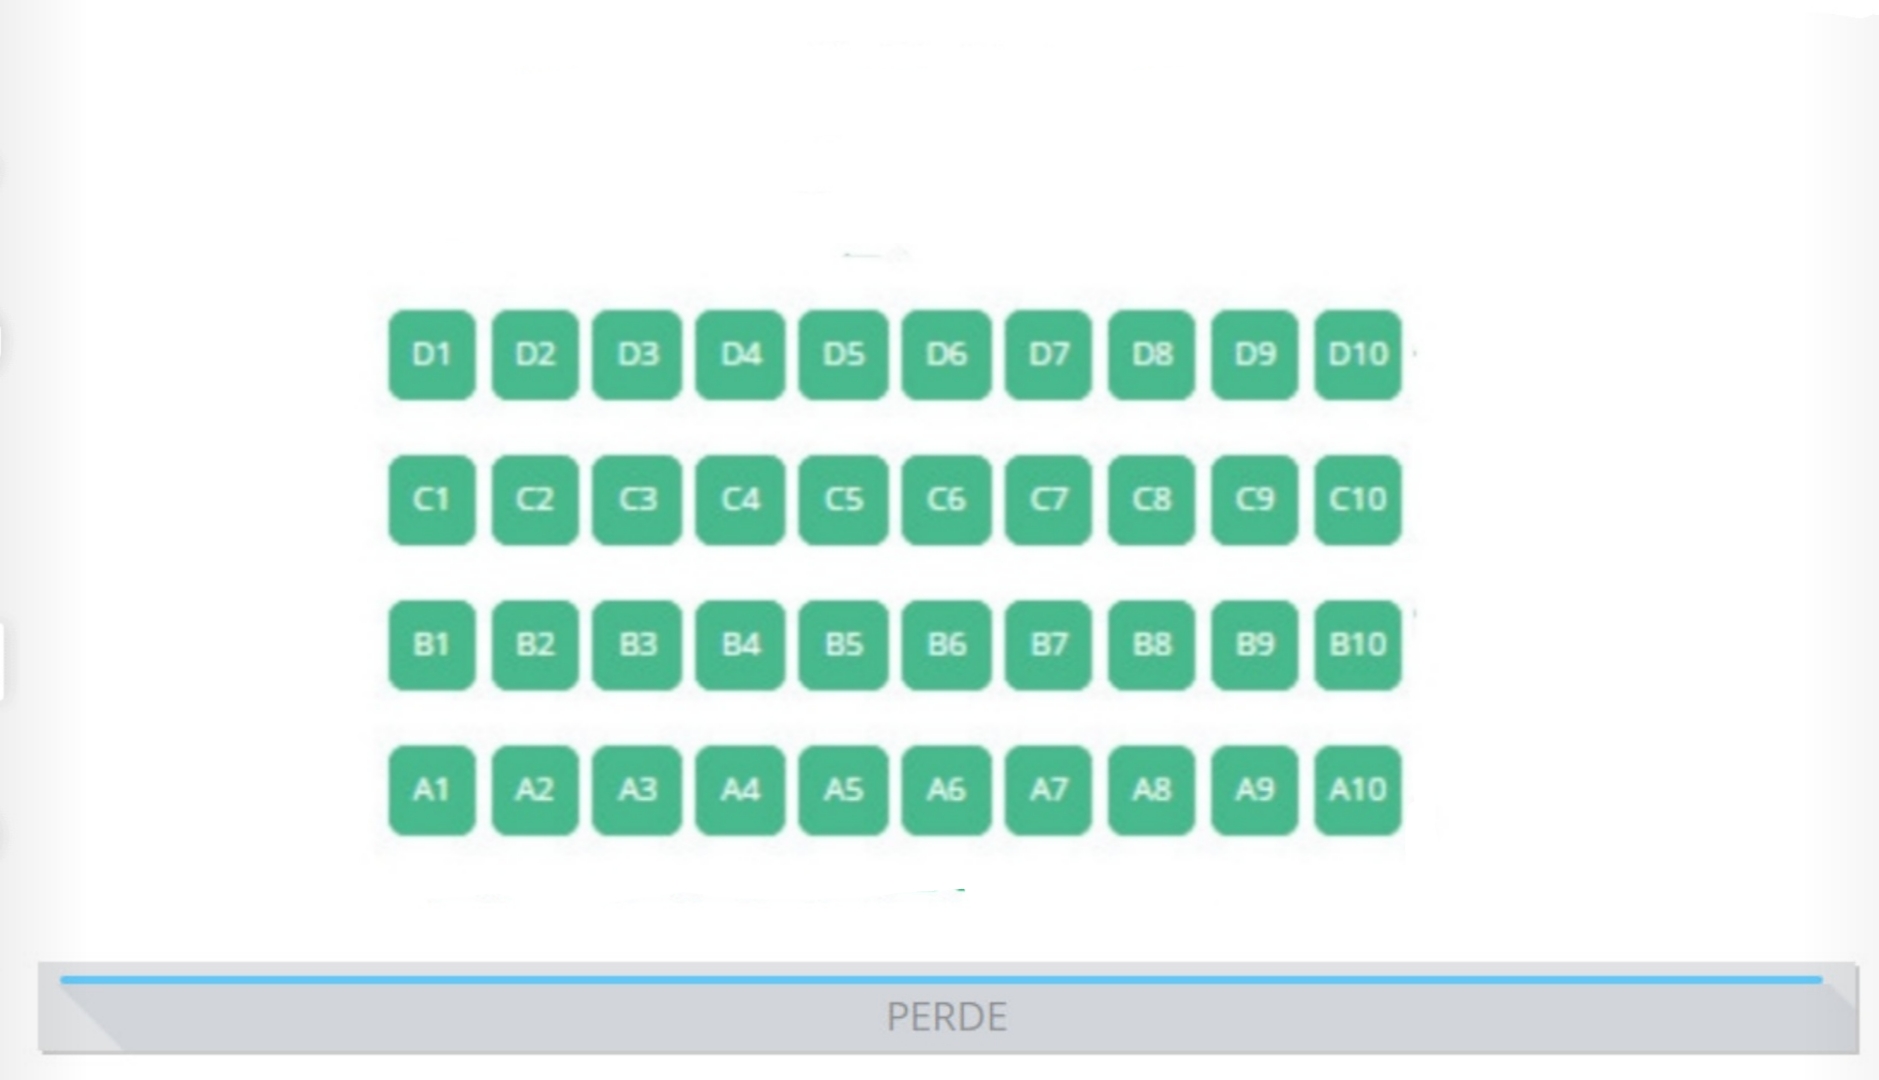 D1 D2 D3 D4 D5 D6 D7 D8 D9 D10
C1 C2 C3 C4 C5 C6 C7 C8 C9 C10
B1 B2 B3 B4 B5 B6 B7 B8 B9 B10
A1 A2 A3 A4 A5 A6 A7 A8 A9 A10
PERDE